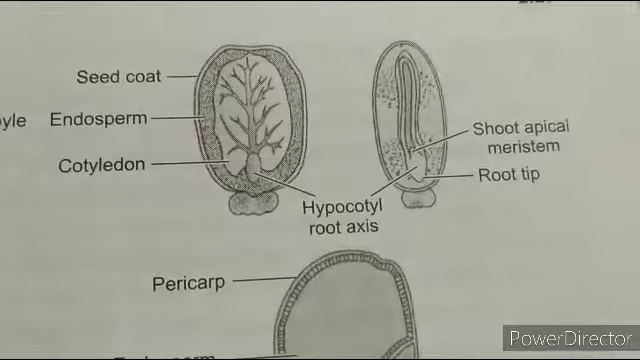 Seed coat
yle Endosperm
Cotyledon
Shoot apical
meristem
Root tip
Hypocotyl
root axis
Pericarp
PowerDirector